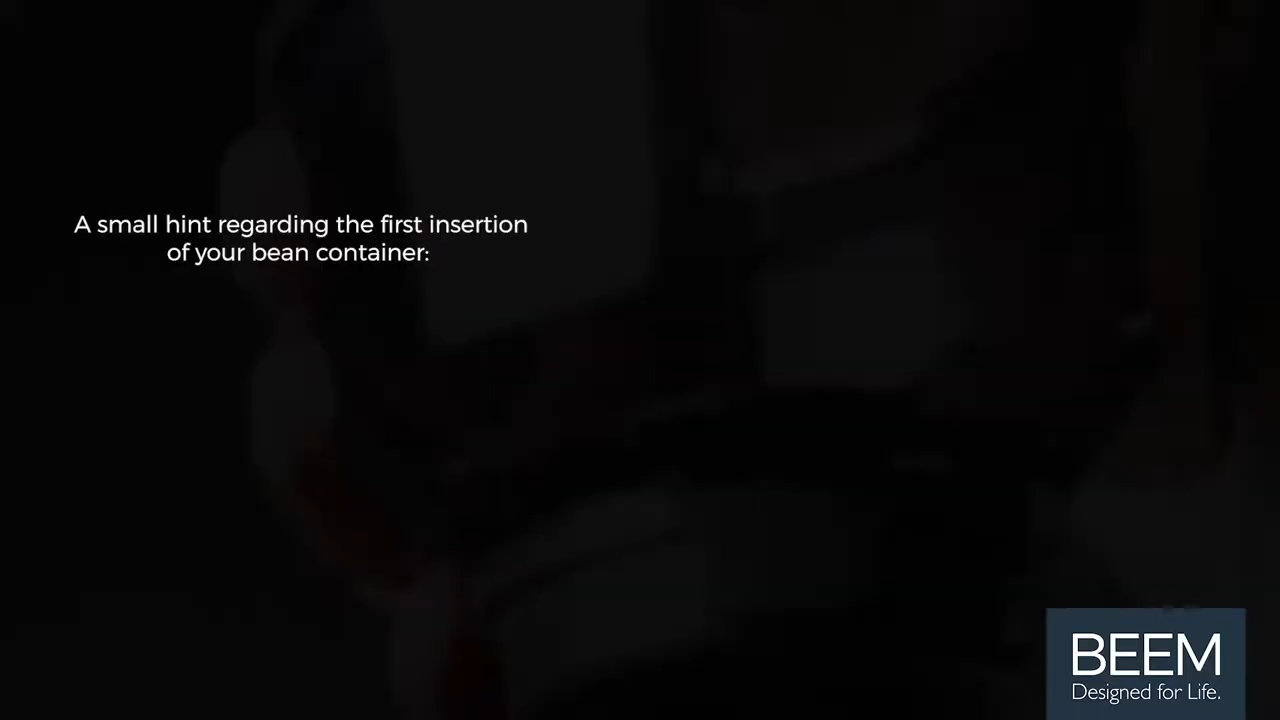 A small hint regarding the first insertion
of your bean container:
BEEM
Designed for Life.